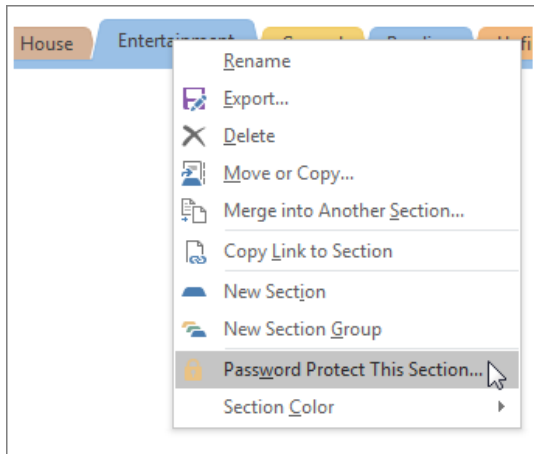 House Entertainment
Rename
Export...
Delete
Move or Copy...
Merge into Another Section...
Copy Link to Section
New Section
New Section Group
Password Protect This Section...
Section Color